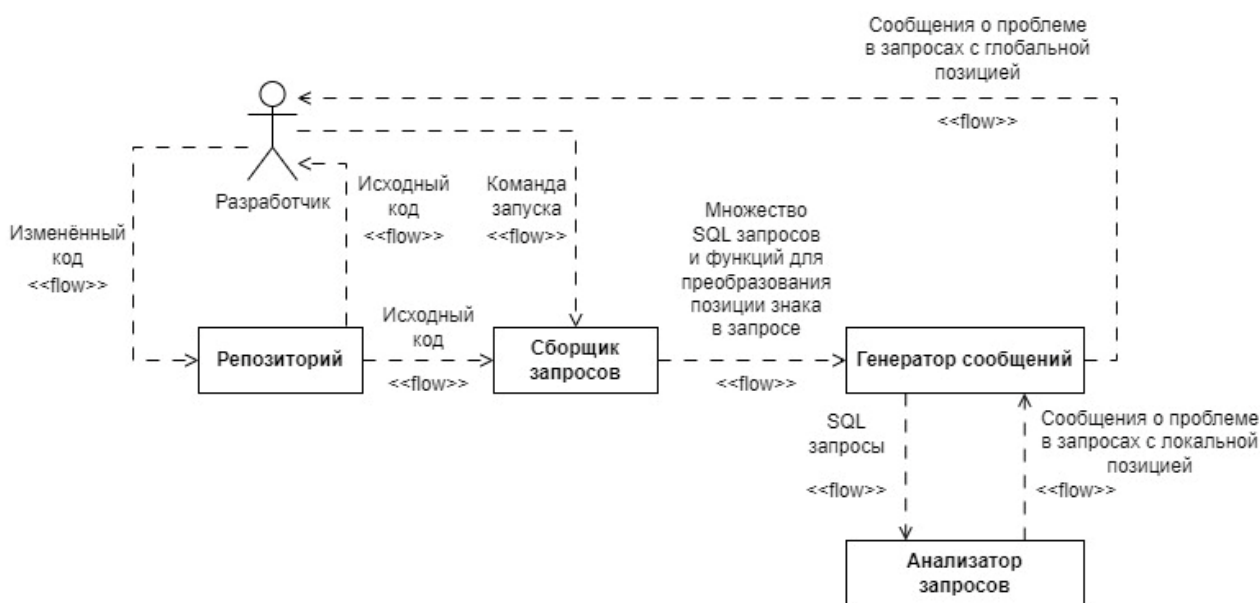 Сообщения о проблеме
в запросах с глобальной
позицией
<<flow>>
Разработчик
Изменённый
код
<<flow>>
Исходный
код
<<flow>>
Команда
запуска
<<flow>>
Множество
SQL запросов
и функций для
преобразования
позиции знака
в запросе
<<flow>>
Исходный
код
<<flow>>
Репозиторий
Сборщик
запросов
Генератор сообщений
SQL
запросы
<<flow>>
Сообщения о проблеме
в запросах с локальной
позицией
<<flow>>
Анализатор
запросов